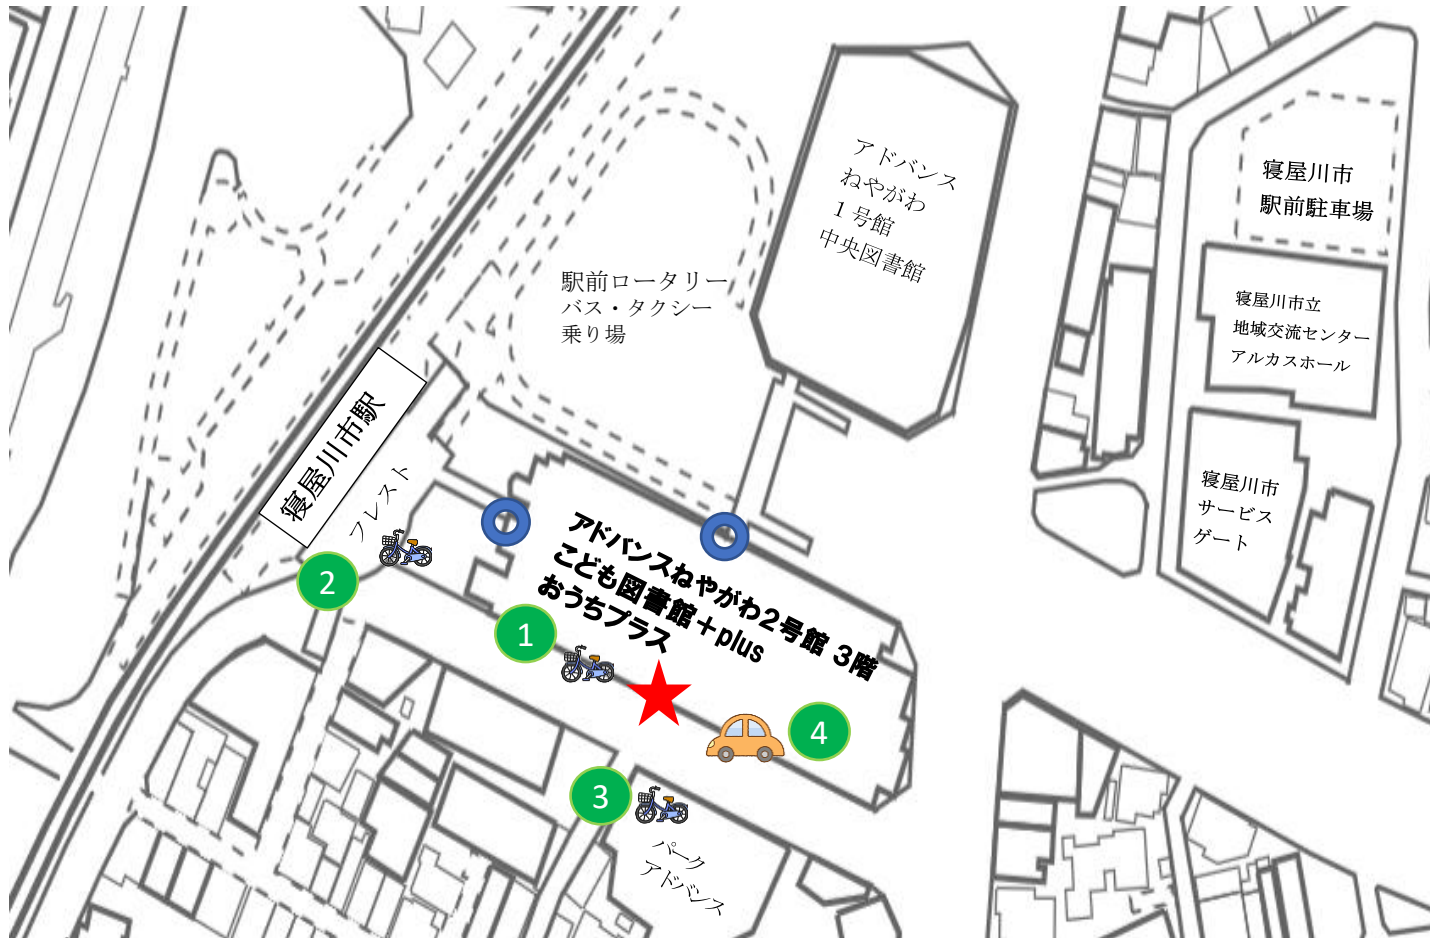 アドバンス
ねやがわ
１号館
中央図書館
寝屋川市
駅前駐車場
駅前ロータリー
バス・タクシー
乗り場
寝屋川市立
地域交流センター
アルカスホール
寝屋川市駅
フレスト
寝屋川市
サービス
ゲート
アドバンスねやがわ２号館 ３階
こども図書館＋plus
おうちプラス
2
1
4
3
パーク
アドバンス